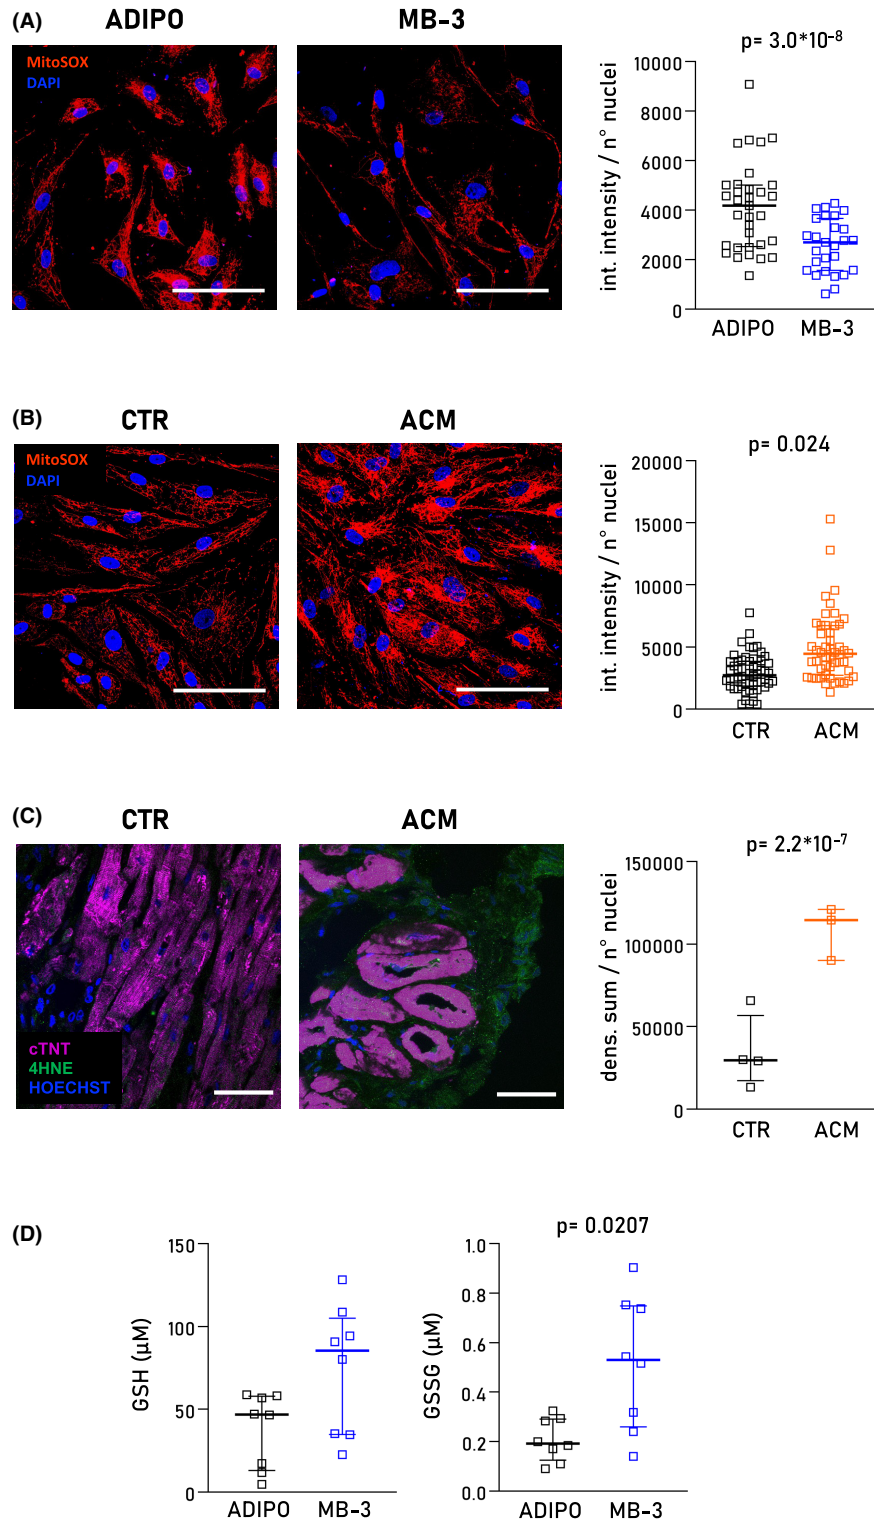 (A)
ADIPO
MB-3
MitoSOX
DAPI
p= 3.0*10⁻⁸
int. intensity / n° nuclei
10000
8000
6000
4000
2000
0
ADIPO
MB-3
(B)
CTR
ACM
MitoSOX
DAPI
p= 0.024
int. intensity / n° nuclei
20000
15000
10000
5000
0
CTR
ACM
(C)
CTR
ACM
cTNT
4HNE
HOECHST
p= 2.2*10⁻⁷
dens. sum / n° nuclei
150000
100000
50000
0
CTR
ACM
(D)
GSH (µM)
150
100
50
0
ADIPO
MB-3
p= 0.0207
GSSG (µM)
1.0
0.8
0.6
0.4
0.2
0.0
ADIPO
MB-3